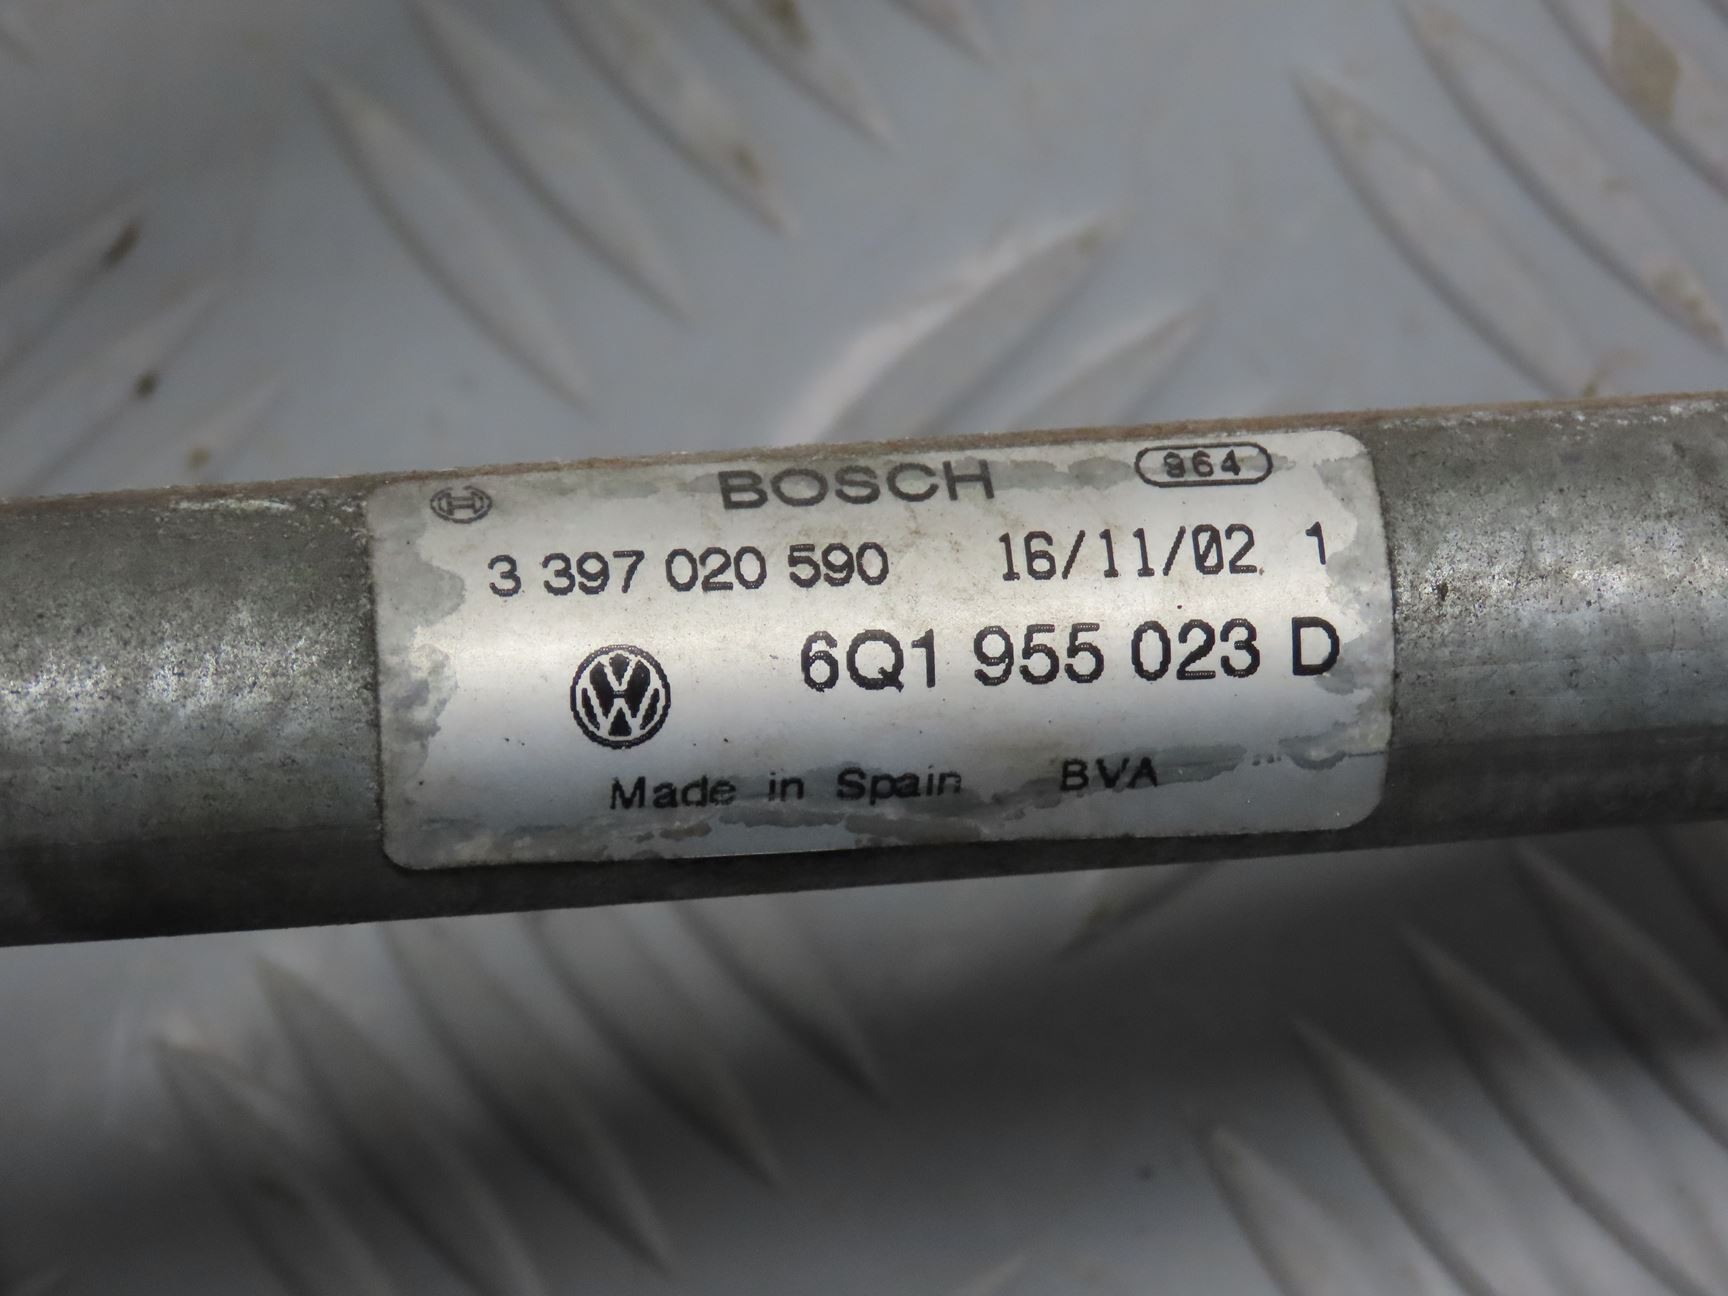 BOSCH 964
3 397 020 590 16/11/02 1
6Q1 955 023 D
Made in Spain BVA